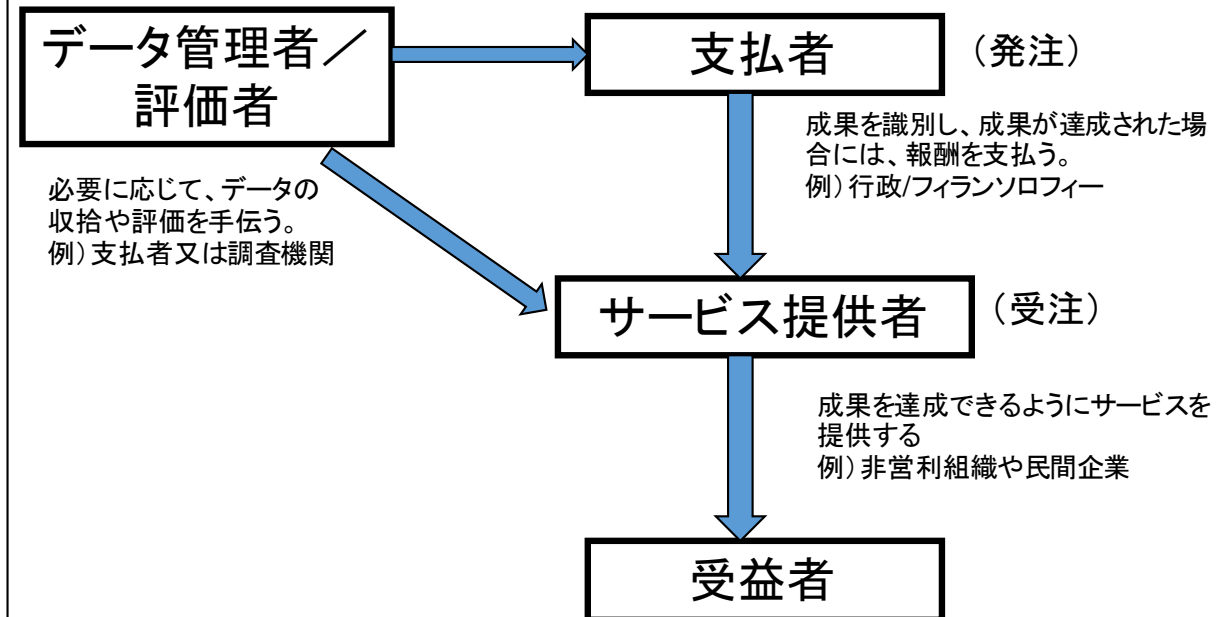 データ管理者／
評価者
支払者
（発注）
成果を識別し、成果が達成された場
合には、報酬を支払う。
例）行政/フィランソロフィー
必要に応じて、データの
収拾や評価を手伝う。
例）支払者又は調査機関
サービス提供者
（受注）
成果を達成できるようにサービスを
提供する
例）非営利組織や民間企業
受益者